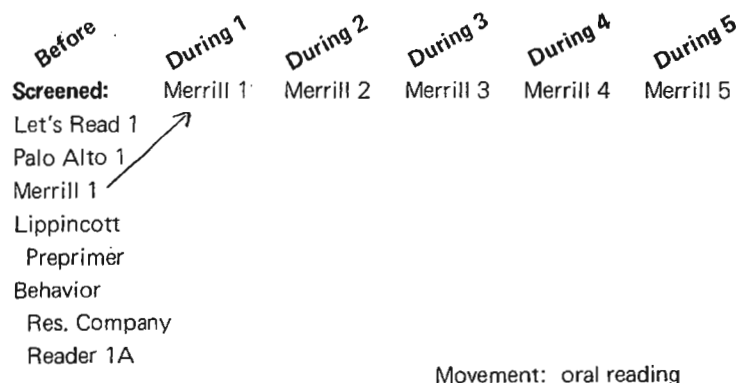 Before During 1 During 2 During 3 During 4 During 5
Screened: Merrill 1 Merrill 2 Merrill 3 Merrill 4 Merrill 5
Let's Read 1
Palo Alto 1
Merrill 1
Lippincott
Preprimer
Behavior
Res. Company
Reader 1A
Movement: oral reading